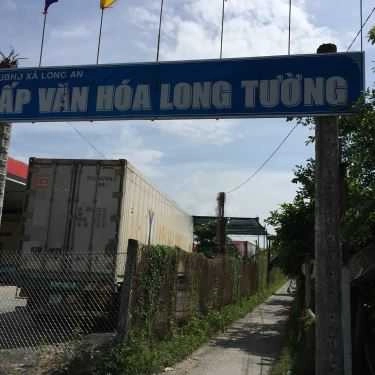 UBND XÃ LONG AN
ẤP VĂN HÓA LONG TƯỜNG